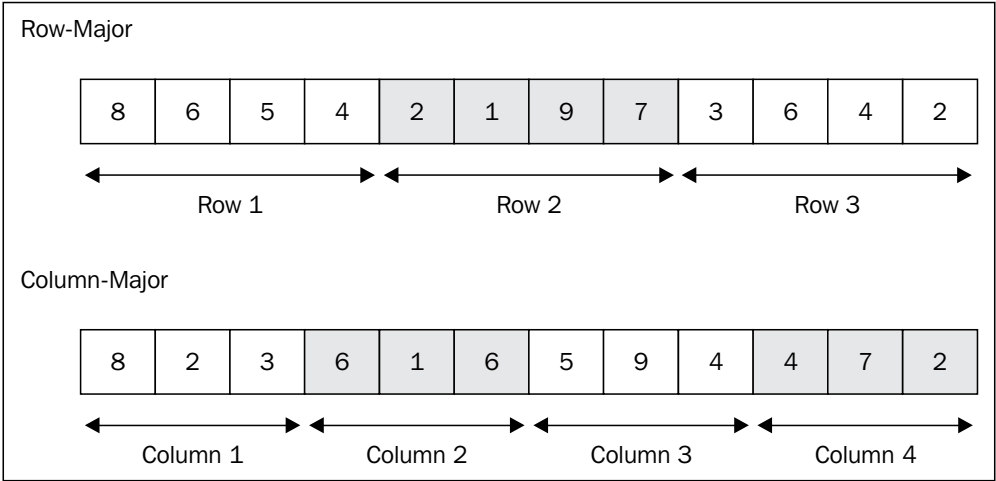 Row-Major
8 6 5 4 2 1 9 7 3 6 4 2
Row 1 Row 2 Row 3
Column-Major
8 2 3 6 1 6 5 9 4 4 7 2
Column 1 Column 2 Column 3 Column 4